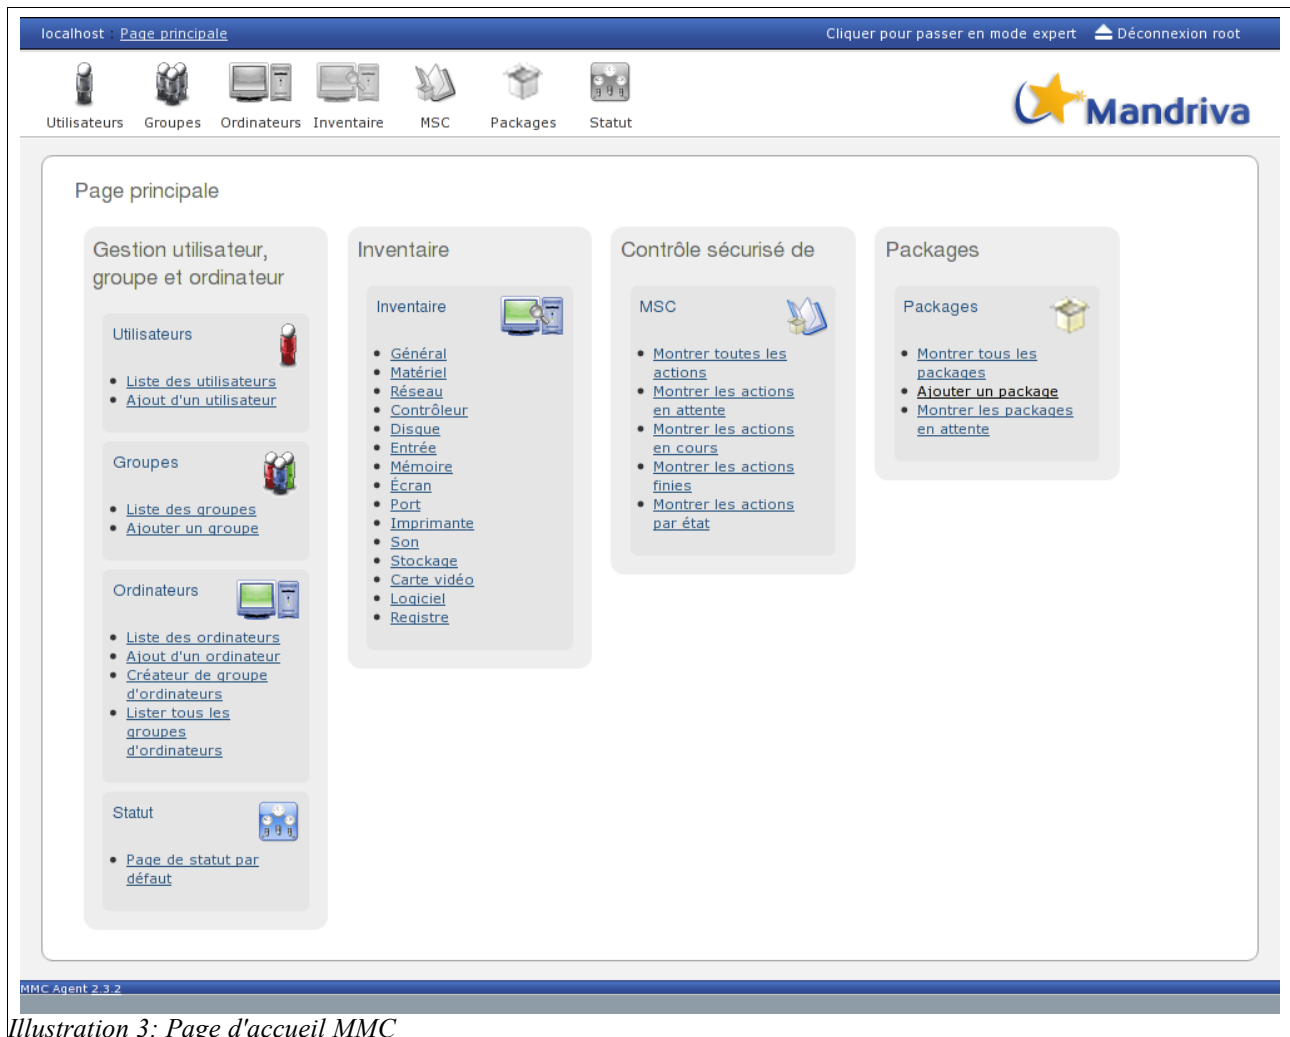 localhost : Page principale
Cliquer pour passer en mode expert
Déconnexion root
Utilisateurs
Groupes
Ordinateurs
Inventaire
MSC
Packages
Statut
Mandriva
Page principale
Gestion utilisateur,
groupe et ordinateur
Utilisateurs
Liste des utilisateurs
Ajout d'un utilisateur
Groupes
Liste des groupes
Ajouter un groupe
Ordinateurs
Liste des ordinateurs
Ajout d'un ordinateur
Créateur de groupe
d'ordinateurs
Lister tous les
groupes
d'ordinateurs
Statut
Page de statut par
défaut
Inventaire
Inventaire
Général
Matériel
Réseau
Contrôleur
Disque
Entrée
Mémoire
Écran
Port
Imprimante
Son
Stockage
Carte vidéo
Logiciel
Registre
Contrôle sécurisé de
MSC
Montrer toutes les
actions
Montrer les actions
en attente
Montrer les actions
en cours
Montrer les actions
finies
Montrer les actions
par état
Packages
Packages
Montrer tous les
packages
Ajouter un package
Montrer les packages
en attente
MMC Agent 2.3.2
Illustration 3: Page d'accueil MMC